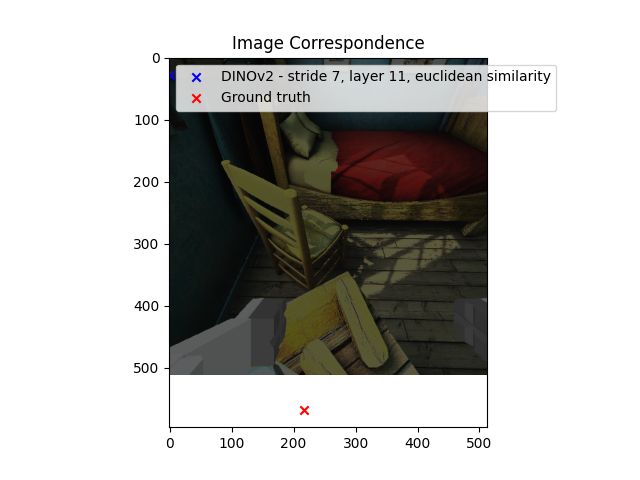 Image Correspondence
DINOv2 - stride 7, layer 11, euclidean similarity
Ground truth
0
100
200
300
400
500
0 100 200 300 400 500